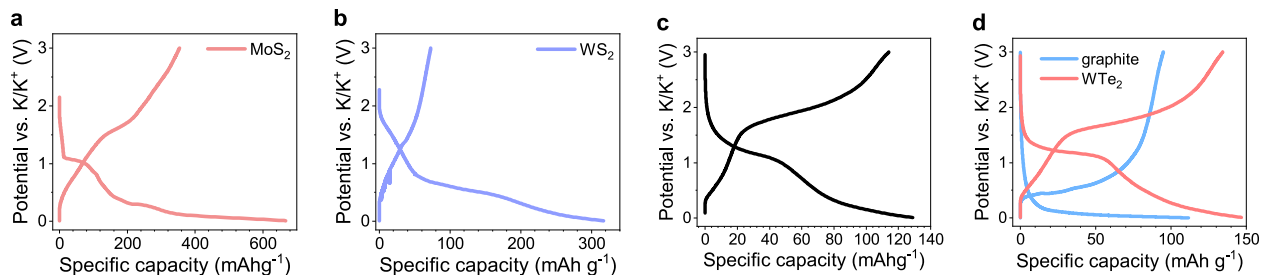 a
Potential vs. K/K⁺ (V)
3
2
1
0
MoS₂
0 200 400 600
Specific capacity (mAhg⁻¹)
b
Potential vs. K/K⁺ (V)
3
2
1
0
WS₂
0 100 200 300
Specific capacity (mAh g⁻¹)
c
Potential vs. K/K⁺ (V)
3
2
1
0
0 20 40 60 80 100 120 140
Specific capacity (mAhg⁻¹)
d
Potential vs. K/K⁺ (V)
3
2
1
0
graphite
WTe₂
0 50 100 150
Specific capacity (mAh g⁻¹)